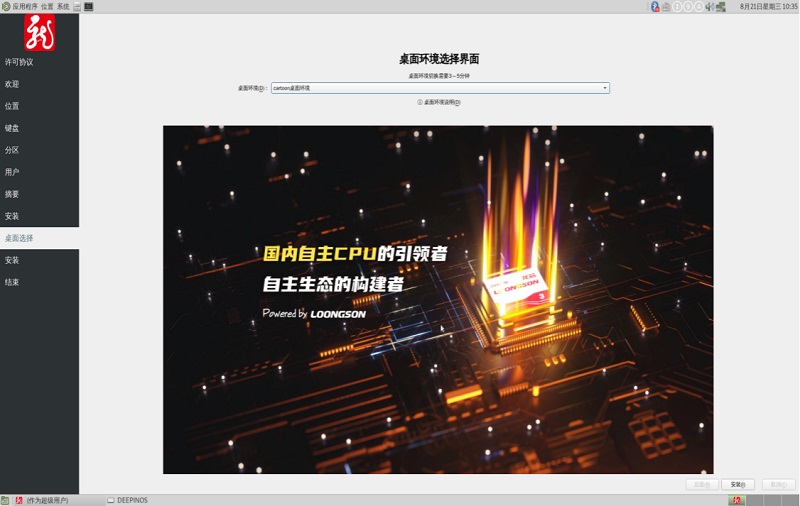 应用程序 位置 系统
8月21日星期三 10:35
许可协议
欢迎
位置
键盘
分区
用户
摘要
安装
桌面选择
安装
结束
桌面环境选择界面
桌面环境切换需要3~5分钟
桌面环境(D): cartoon桌面环境
桌面环境说明(D)
国内自主CPU的引领者
自主生态的构建者
Powered by LOONGSON
LOONGSON
3
安装(I)
(作为超级用户)
DEEPINOS